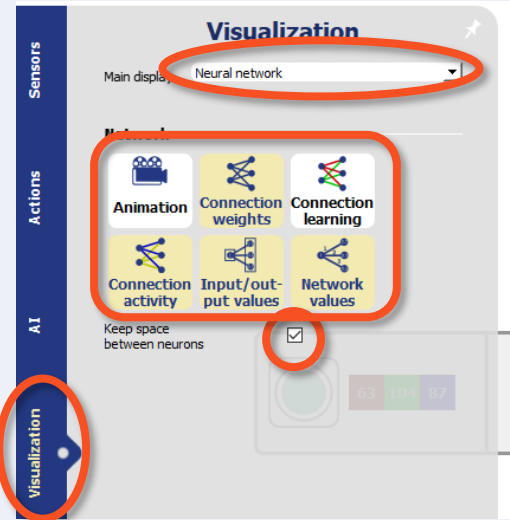 Visualization
Sensors
Main display
Neural network
Network
Actions
Animation
Connection
weights
Connection
learning
Connection
activity
Input/out-
put values
Network
values
AI
Keep space
between neurons
63 104 87
Visualization